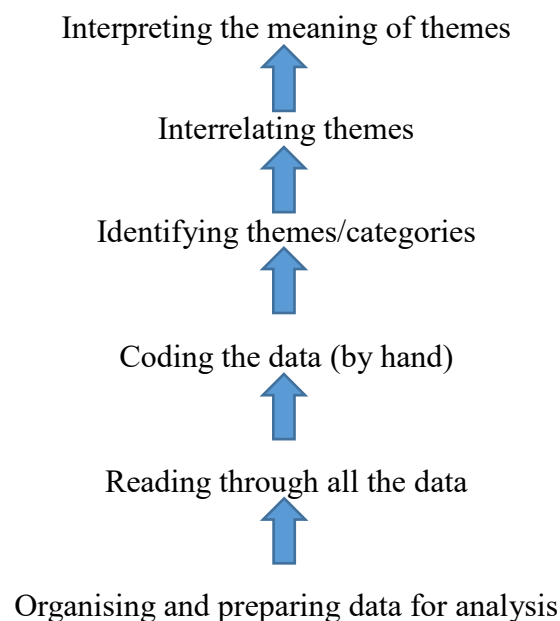 Interpreting the meaning of themes
Interrelating themes
Identifying themes/categories
Coding the data (by hand)
Reading through all the data
Organising and preparing data for analysis